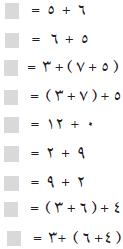 = ٥ + ٦
= ٦ + ٥
= ٣ + (٧ + ٥)
= (٣ + ٧) + ٥
= ١٢ + ٠
= ٢ + ٩
= ٩ + ٢
= (٣ + ٦) + ٤
= ٣ + (٦ + ٤)